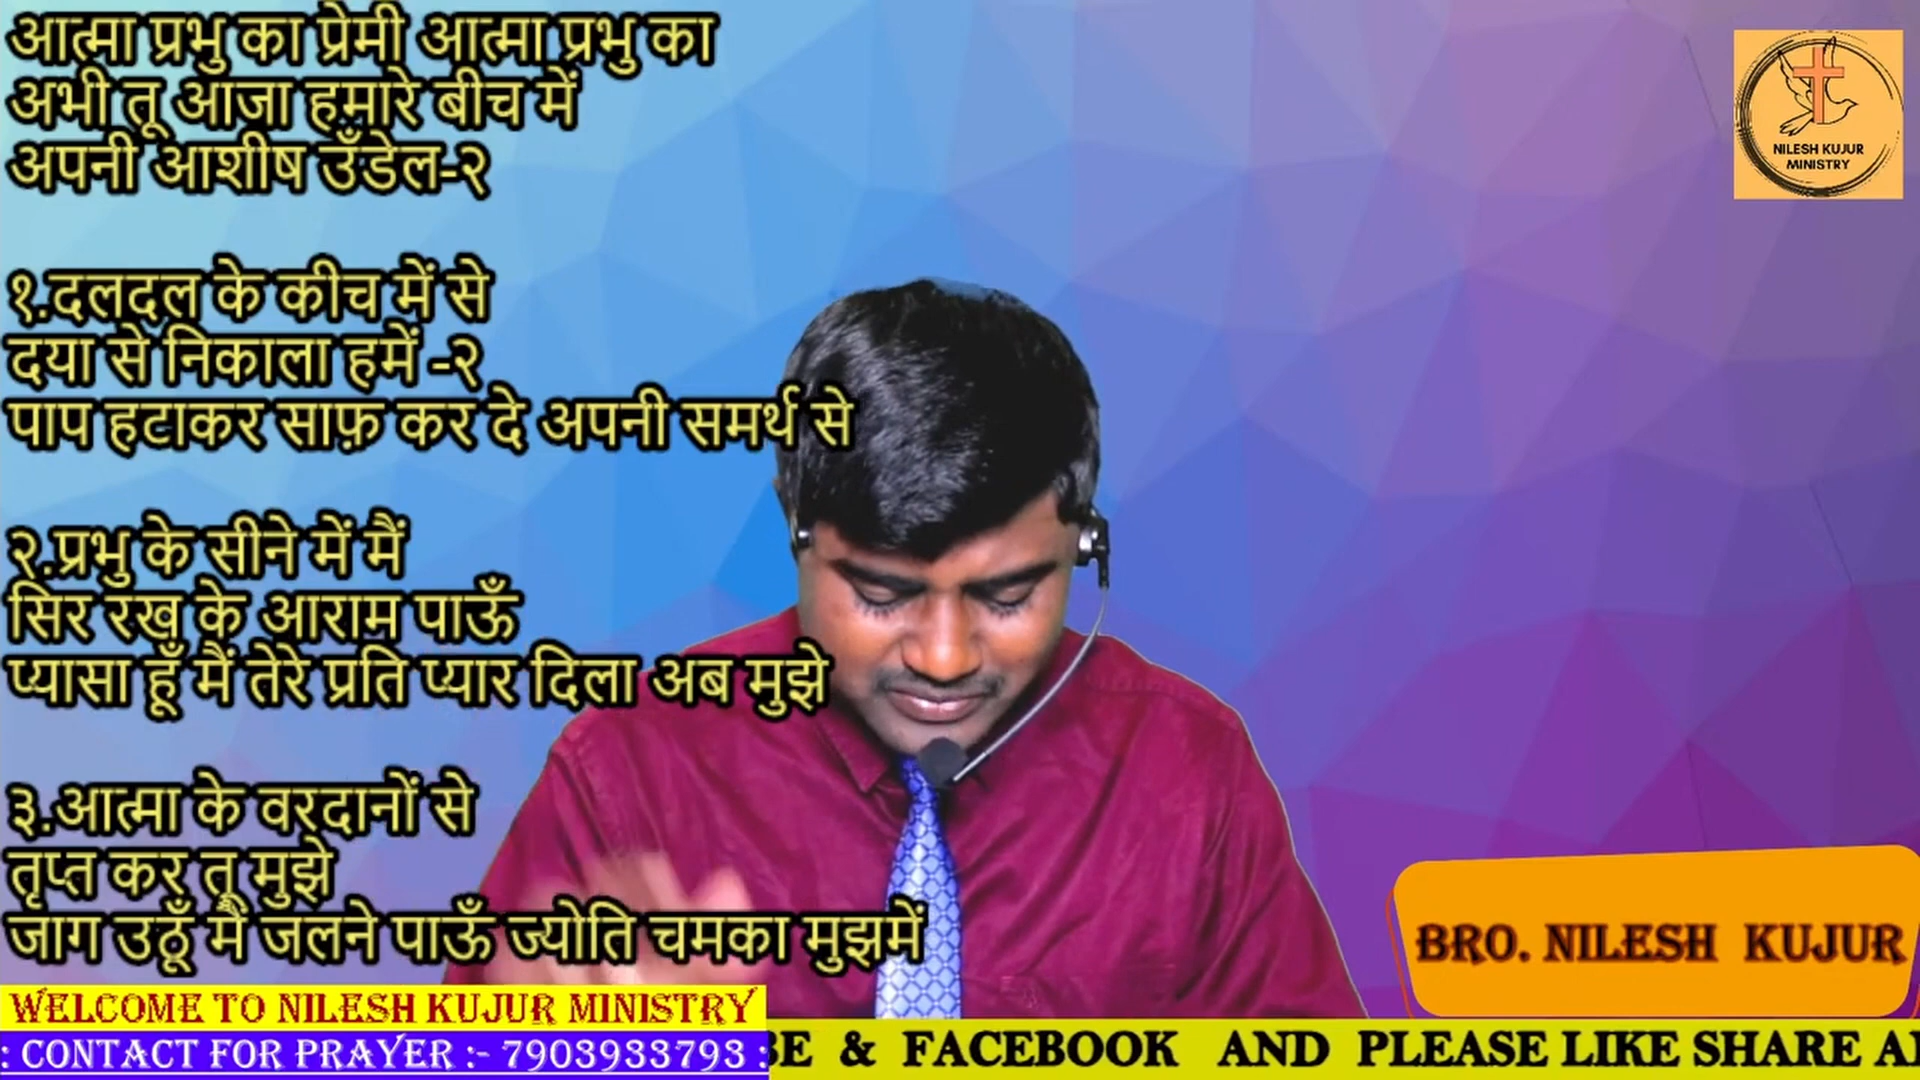 आत्मा प्रभु का प्रेमी आत्मा प्रभु का
अभी तू आजा हमारे बीच में
अपनी आशीष उँडेल-२
१.दलदल के कीच में से
दया से निकाला हमें -२
पाप हटाकर साफ़ कर दे अपनी समर्थ से
२.प्रभु के सीने में मैं
सिर रख के आराम पाऊँ
प्यासा हूँ मैं तेरे प्रति प्यार दिला अब मुझे
३.आत्मा के वरदानों से
तृप्त कर तू मुझे
जाग उठूँ मैं जलने पाऊँ ज्योति चमका मुझमें
NILESH KUJUR
MINISTRY
BRO. NILESH KUJUR
WELCOME TO NILESH KUJUR MINISTRY
: CONTACT FOR PRAYER :- 7903933793 :
BE & FACEBOOK AND PLEASE LIKE SHARE